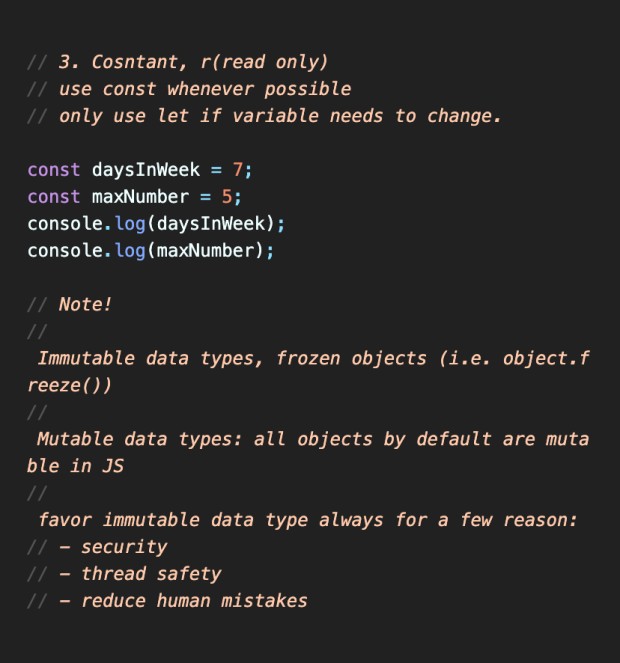 // 3. Cosntant, r(read only)
// use const whenever possible
// only use let if variable needs to change.
const daysInWeek = 7;
const maxNumber = 5;
console.log(daysInWeek);
console.log(maxNumber);
// Note!
//
Immutable data types, frozen objects (i.e. object.f
reeze())
//
Mutable data types: all objects by default are muta
ble in JS
//
favor immutable data type always for a few reason:
// - security
// - thread safety
// - reduce human mistakes